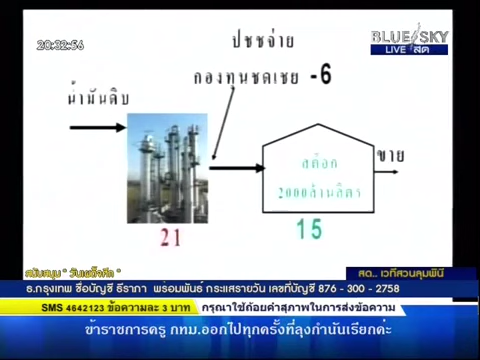 20:32:56
BLUE SKY
LIVE สด
ปชชจ่าย
กองทุนชดเชย -6
น้ำมันดิบ
สต็อก
2000ล้านลิตร
ขาย
21
15
สนับสนุน "วันเผด็จศึก"
สด.. เวทีสวนลุมพินี
ธ.กรุงเทพ ชื่อบัญชี ธีราภา พร้อมพันธ์ กระแสรายวัน เลขที่บัญชี 876 - 300 - 2758
SMS 4642123 ข้อความละ 3 บาท กรุณาใช้ถ้อยคำสุภาพในการส่งข้อความ
ข้าราชการครู กทม.ออกไปทุกครั้งที่ลุงกำนันเรียกค่ะ